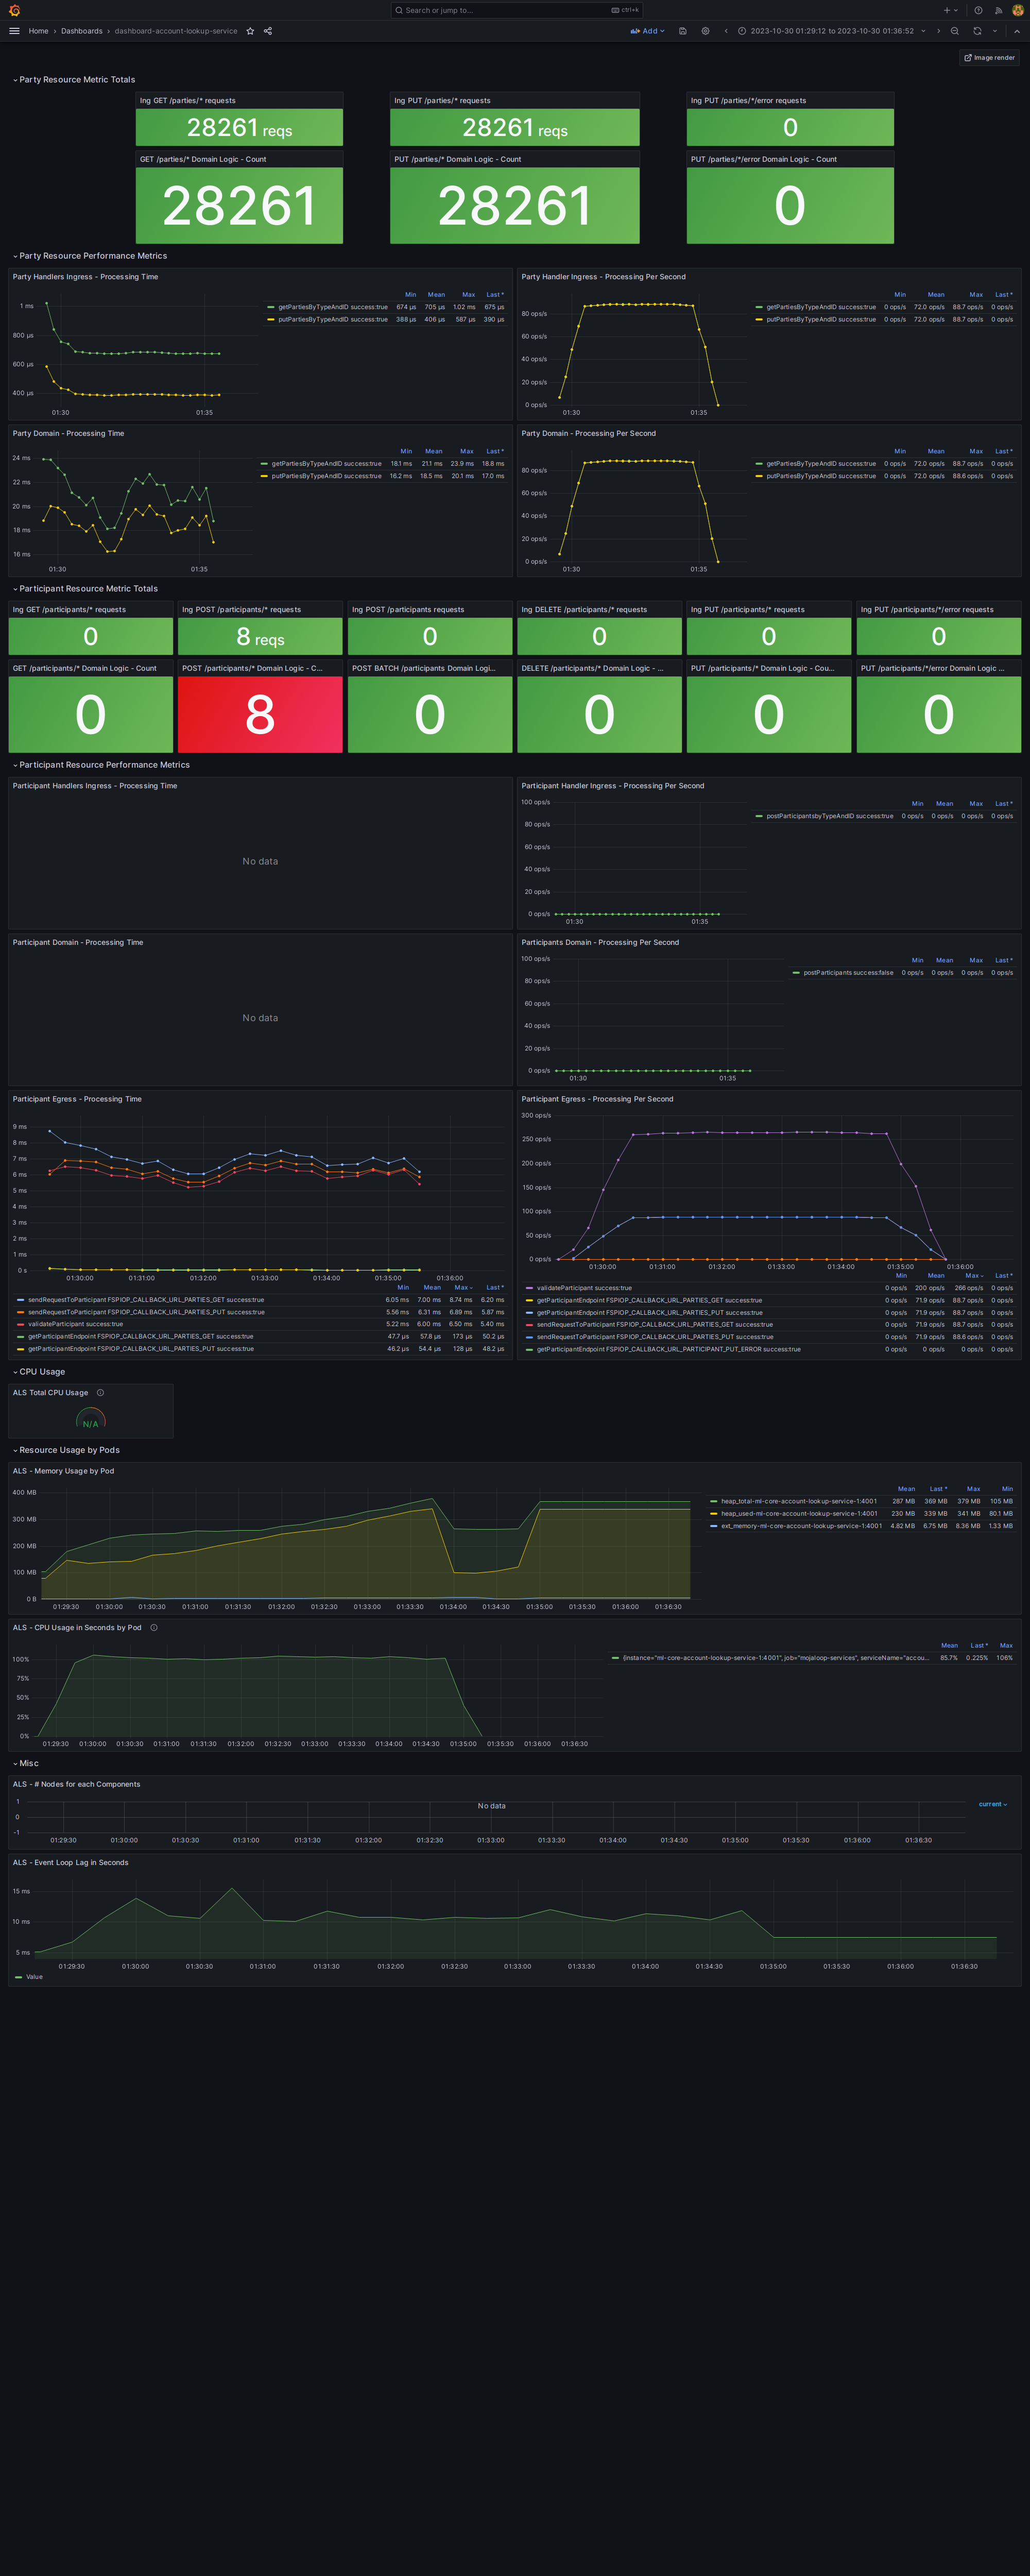 Search or jump to...
ctrl+k
Home › Dashboards › dashboard-account-lookup-service
Add
2023-10-30 01:29:12 to 2023-10-30 01:36:52
Image render
Party Resource Metric Totals
Ing GET /parties/* requests
Ing PUT /parties/* requests
Ing PUT /parties/*/error requests
28261 reqs
28261 reqs
0
GET /parties/* Domain Logic - Count
PUT /parties/* Domain Logic - Count
PUT /parties/*/error Domain Logic - Count
28261
28261
0
Party Resource Performance Metrics
Party Handlers Ingress - Processing Time
1 ms
800 µs
600 µs
400 µs
01:30 01:35
Min Mean Max Last *
getPartiesByTypeAndID success:true 674 µs 705 µs 1.02 ms 675 µs
putPartiesByTypeAndID success:true 388 µs 406 µs 587 µs 390 µs
Party Handler Ingress - Processing Per Second
80 ops/s
60 ops/s
40 ops/s
20 ops/s
0 ops/s
01:30 01:35
Min Mean Max Last *
getPartiesByTypeAndID success:true 0 ops/s 72.0 ops/s 88.7 ops/s 0 ops/s
putPartiesByTypeAndID success:true 0 ops/s 72.0 ops/s 88.7 ops/s 0 ops/s
Party Domain - Processing Time
24 ms
22 ms
20 ms
18 ms
16 ms
01:30 01:35
Min Mean Max Last *
getPartiesByTypeAndID success:true 18.1 ms 21.1 ms 23.9 ms 18.8 ms
putPartiesByTypeAndID success:true 16.2 ms 18.5 ms 20.1 ms 17.0 ms
Party Domain - Processing Per Second
80 ops/s
60 ops/s
40 ops/s
20 ops/s
0 ops/s
01:30 01:35
Min Mean Max Last *
getPartiesByTypeAndID success:true 0 ops/s 72.0 ops/s 88.7 ops/s 0 ops/s
putPartiesByTypeAndID success:true 0 ops/s 72.0 ops/s 88.6 ops/s 0 ops/s
Participant Resource Metric Totals
Ing GET /participants/* requests
Ing POST /participants/* requests
Ing POST /participants requests
Ing DELETE /participants/* requests
Ing PUT /participants/* requests
Ing PUT /participants/*/error requests
0
8 reqs
0
0
0
0
GET /participants/* Domain Logic - Count
POST /participants/* Domain Logic - C...
POST BATCH /participants Domain Logi...
DELETE /participants/* Domain Logic - ...
PUT /participants/* Domain Logic - Cou...
PUT /participants/*/error Domain Logic ...
0
8
0
0
0
0
Participant Resource Performance Metrics
Participant Handlers Ingress - Processing Time
No data
Participant Handler Ingress - Processing Per Second
100 ops/s
80 ops/s
60 ops/s
40 ops/s
20 ops/s
0 ops/s
01:30 01:35
Min Mean Max Last *
postParticipantsbyTypeAndID success:true 0 ops/s 0 ops/s 0 ops/s 0 ops/s
Participant Domain - Processing Time
No data
Participants Domain - Processing Per Second
100 ops/s
80 ops/s
60 ops/s
40 ops/s
20 ops/s
0 ops/s
01:30 01:35
Min Mean Max Last *
postParticipants success:false 0 ops/s 0 ops/s 0 ops/s 0 ops/s
Participant Egress - Processing Time
9 ms
8 ms
7 ms
6 ms
5 ms
4 ms
3 ms
2 ms
1 ms
0 s
01:30:00 01:31:00 01:32:00 01:33:00 01:34:00 01:35:00 01:36:00
Min Mean Max Last *
sendRequestToParticipant FSPIOP_CALLBACK_URL_PARTIES_GET success:true 6.05 ms 7.00 ms 8.74 ms 6.20 ms
sendRequestToParticipant FSPIOP_CALLBACK_URL_PARTIES_PUT success:true 5.56 ms 6.31 ms 6.89 ms 5.87 ms
validateParticipant success:true 5.22 ms 6.00 ms 6.50 ms 5.40 ms
getParticipantEndpoint FSPIOP_CALLBACK_URL_PARTIES_GET success:true 47.7 µs 57.8 µs 173 µs 50.2 µs
getParticipantEndpoint FSPIOP_CALLBACK_URL_PARTIES_PUT success:true 46.2 µs 54.4 µs 128 µs 48.2 µs
Participant Egress - Processing Per Second
300 ops/s
250 ops/s
200 ops/s
150 ops/s
100 ops/s
50 ops/s
0 ops/s
01:30:00 01:31:00 01:32:00 01:33:00 01:34:00 01:35:00 01:36:00
Min Mean Max Last *
validateParticipant success:true 0 ops/s 200 ops/s 266 ops/s 0 ops/s
getParticipantEndpoint FSPIOP_CALLBACK_URL_PARTIES_GET success:true 0 ops/s 71.9 ops/s 88.7 ops/s 0 ops/s
getParticipantEndpoint FSPIOP_CALLBACK_URL_PARTIES_PUT success:true 0 ops/s 71.9 ops/s 88.7 ops/s 0 ops/s
sendRequestToParticipant FSPIOP_CALLBACK_URL_PARTIES_GET success:true 0 ops/s 71.9 ops/s 88.7 ops/s 0 ops/s
sendRequestToParticipant FSPIOP_CALLBACK_URL_PARTIES_PUT success:true 0 ops/s 71.9 ops/s 88.6 ops/s 0 ops/s
getParticipantEndpoint FSPIOP_CALLBACK_URL_PARTICIPANT_PUT_ERROR success:true 0 ops/s 0 ops/s 0 ops/s 0 ops/s
CPU Usage
ALS Total CPU Usage
N/A
Resource Usage by Pods
ALS - Memory Usage by Pod
400 MB
300 MB
200 MB
100 MB
0 B
01:29:30 01:30:00 01:30:30 01:31:00 01:31:30 01:32:00 01:32:30 01:33:00 01:33:30 01:34:00 01:34:30 01:35:00 01:35:30 01:36:00 01:36:30
Mean Last * Max Min
heap_total-ml-core-account-lookup-service-1:4001 287 MB 369 MB 379 MB 105 MB
heap_used-ml-core-account-lookup-service-1:4001 230 MB 339 MB 341 MB 80.1 MB
ext_memory-ml-core-account-lookup-service-1:4001 4.82 MB 6.75 MB 8.36 MB 1.33 MB
ALS - CPU Usage in Seconds by Pod
100%
75%
50%
25%
0%
01:29:30 01:30:00 01:30:30 01:31:00 01:31:30 01:32:00 01:32:30 01:33:00 01:33:30 01:34:00 01:34:30 01:35:00 01:35:30 01:36:00 01:36:30
Mean Last * Max
{instance="ml-core-account-lookup-service-1:4001", job="mojaloop-services", serviceName="accou... 85.7% 0.225% 106%
Misc
ALS - # Nodes for each Components
1
0
-1
No data
current
01:29:30 01:30:00 01:30:30 01:31:00 01:31:30 01:32:00 01:32:30 01:33:00 01:33:30 01:34:00 01:34:30 01:35:00 01:35:30 01:36:00 01:36:30
ALS - Event Loop Lag in Seconds
15 ms
10 ms
5 ms
01:29:30 01:30:00 01:30:30 01:31:00 01:31:30 01:32:00 01:32:30 01:33:00 01:33:30 01:34:00 01:34:30 01:35:00 01:35:30 01:36:00 01:36:30
Value